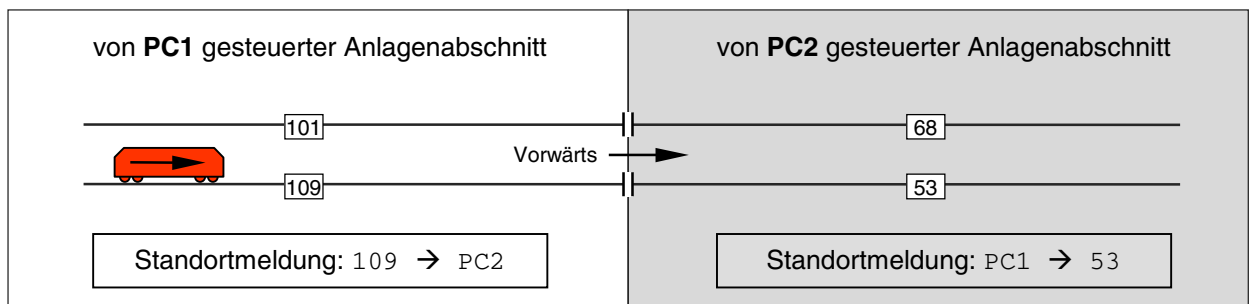 von PC1 gesteuerter Anlagenabschnitt
von PC2 gesteuerter Anlagenabschnitt
101
68
Vorwärts
109
53
Standortmeldung: 109 → PC2
Standortmeldung: PC1 → 53